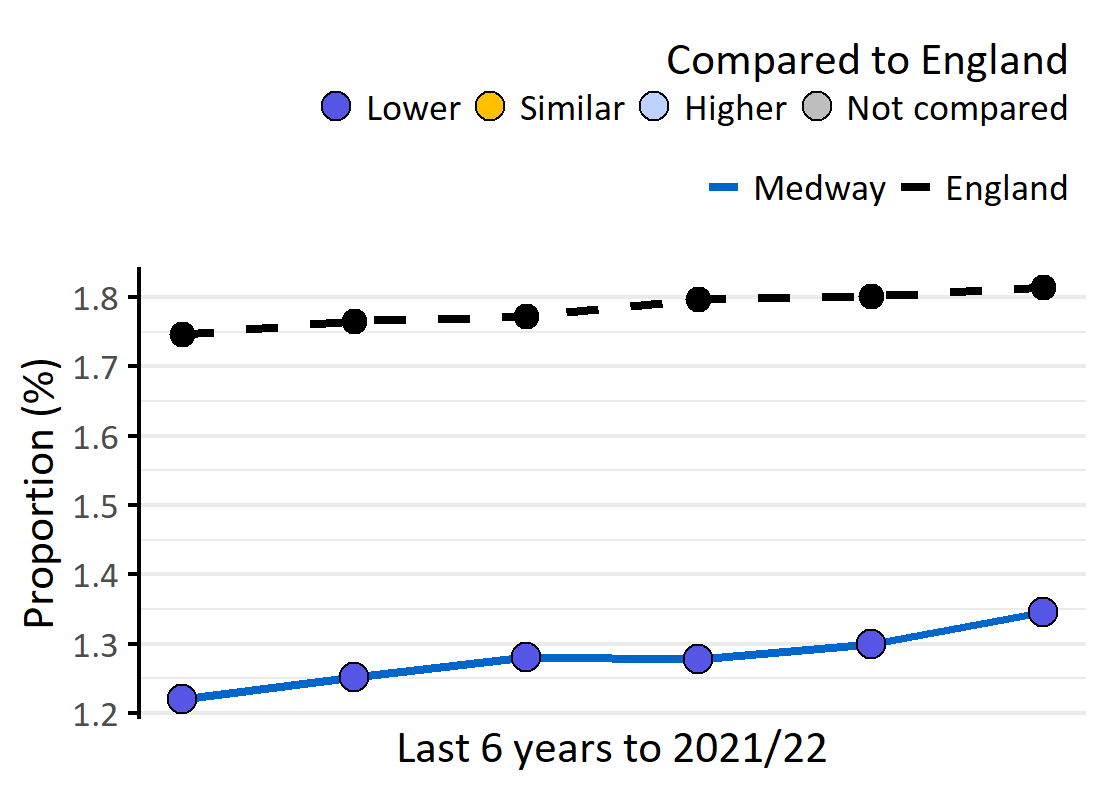 Compared to England
Lower Similar Higher Not compared
Medway England
Proportion (%)
1.8
1.7
1.6
1.5
1.4
1.3
1.2
Last 6 years to 2021/22